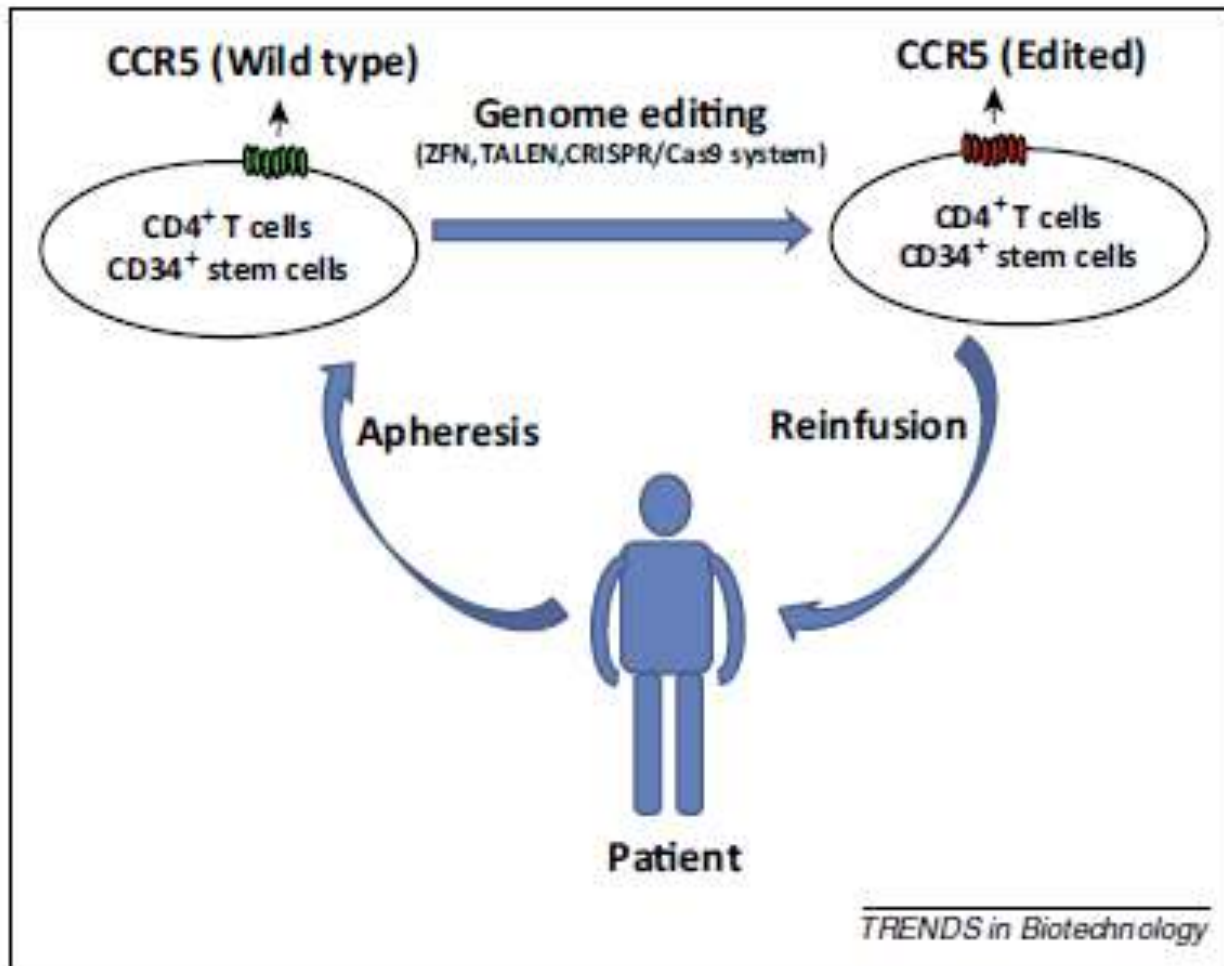 CCR5 (Wild type)
CCR5 (Edited)
Genome editing
(ZFN,TALEN,CRISPR/Cas9 system)
CD4+ T cells
CD34+ stem cells
CD4+ T cells
CD34+ stem cells
Apheresis
Reinfusion
Patient
TRENDS in Biotechnology